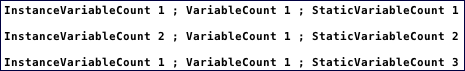 InstanceVariableCount 1 ; VariableCount 1 ; StaticVariableCount 1
InstanceVariableCount 2 ; VariableCount 1 ; StaticVariableCount 2
InstanceVariableCount 1 ; VariableCount 1 ; StaticVariableCount 3